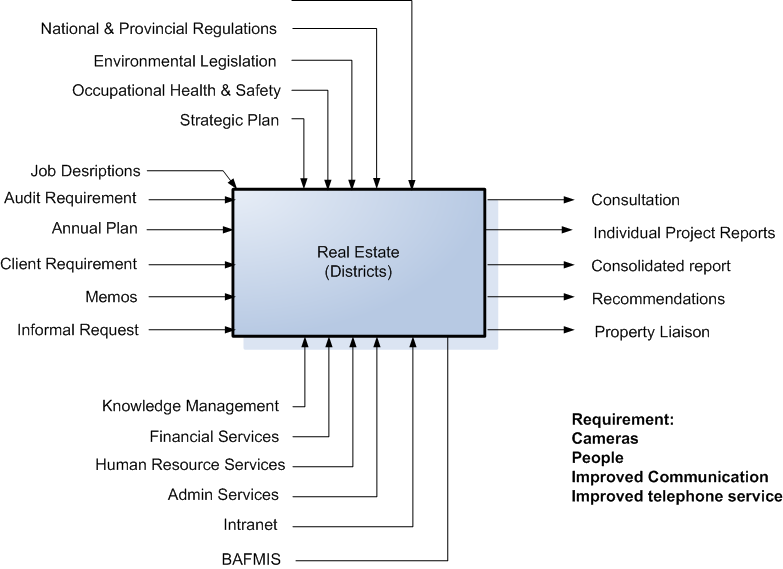 National & Provincial Regulations
Environmental Legislation
Occupational Health & Safety
Strategic Plan
Job Desriptions
Audit Requirement
Annual Plan
Client Requirement
Memos
Informal Request
Real Estate
(Districts)
Consultation
Individual Project Reports
Consolidated report
Recommendations
Property Liaison
Knowledge Management
Financial Services
Human Resource Services
Admin Services
Intranet
BAFMIS
Requirement:
Cameras
People
Improved Communication
Improved telephone service